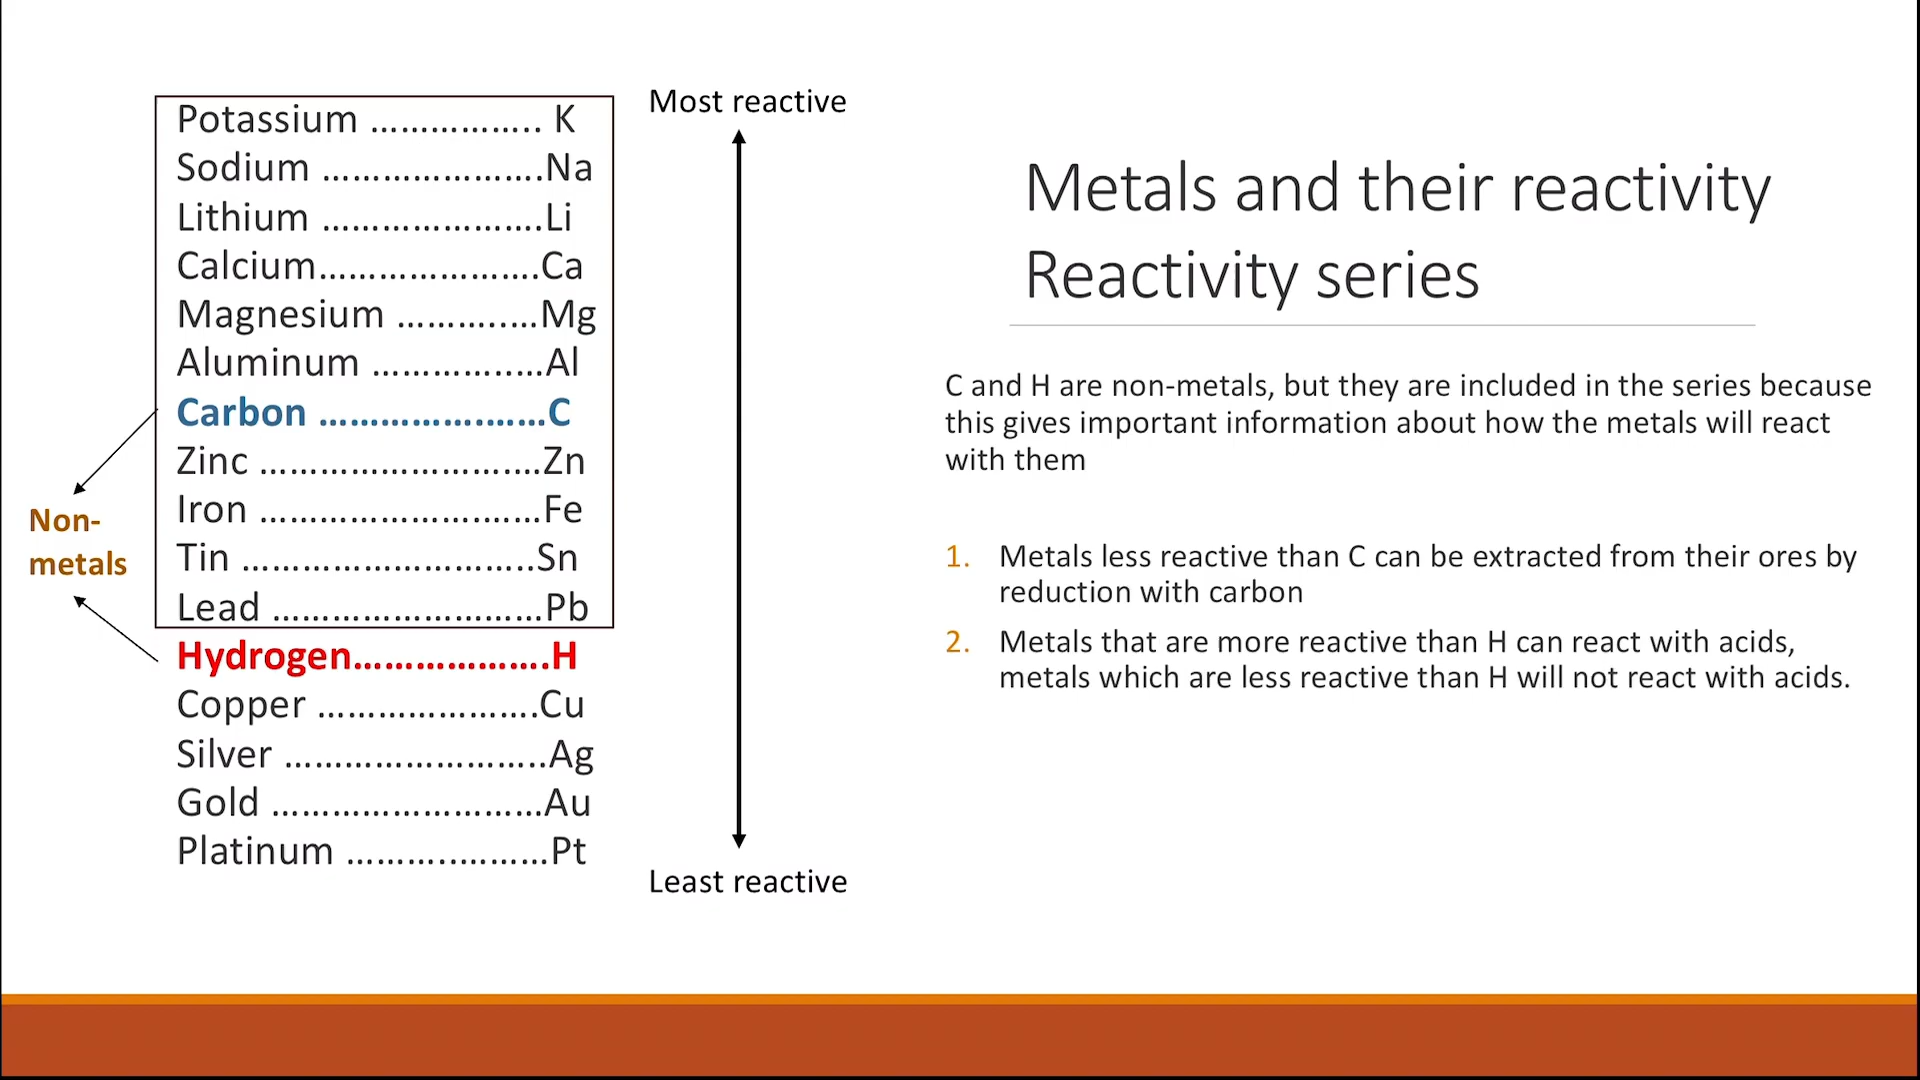 Potassium …………….. K
Sodium ………………….Na
Lithium ………………….Li
Calcium………………….Ca
Magnesium ………..…Mg
Aluminum …………..…Al
Carbon …………….……C
Zinc ……………………….Zn
Iron ………………….……Fe
Tin ………………………..Sn
Lead ………………………Pb
Hydrogen……………….H
Copper ………………….Cu
Silver ……………………..Ag
Gold ………………………Au
Platinum ………..………Pt
Non-
metals
Most reactive
Least reactive
Metals and their reactivity
Reactivity series
C and H are non-metals, but they are included in the series because
this gives important information about how the metals will react
with them
1. Metals less reactive than C can be extracted from their ores by
reduction with carbon
2. Metals that are more reactive than H can react with acids,
metals which are less reactive than H will not react with acids.